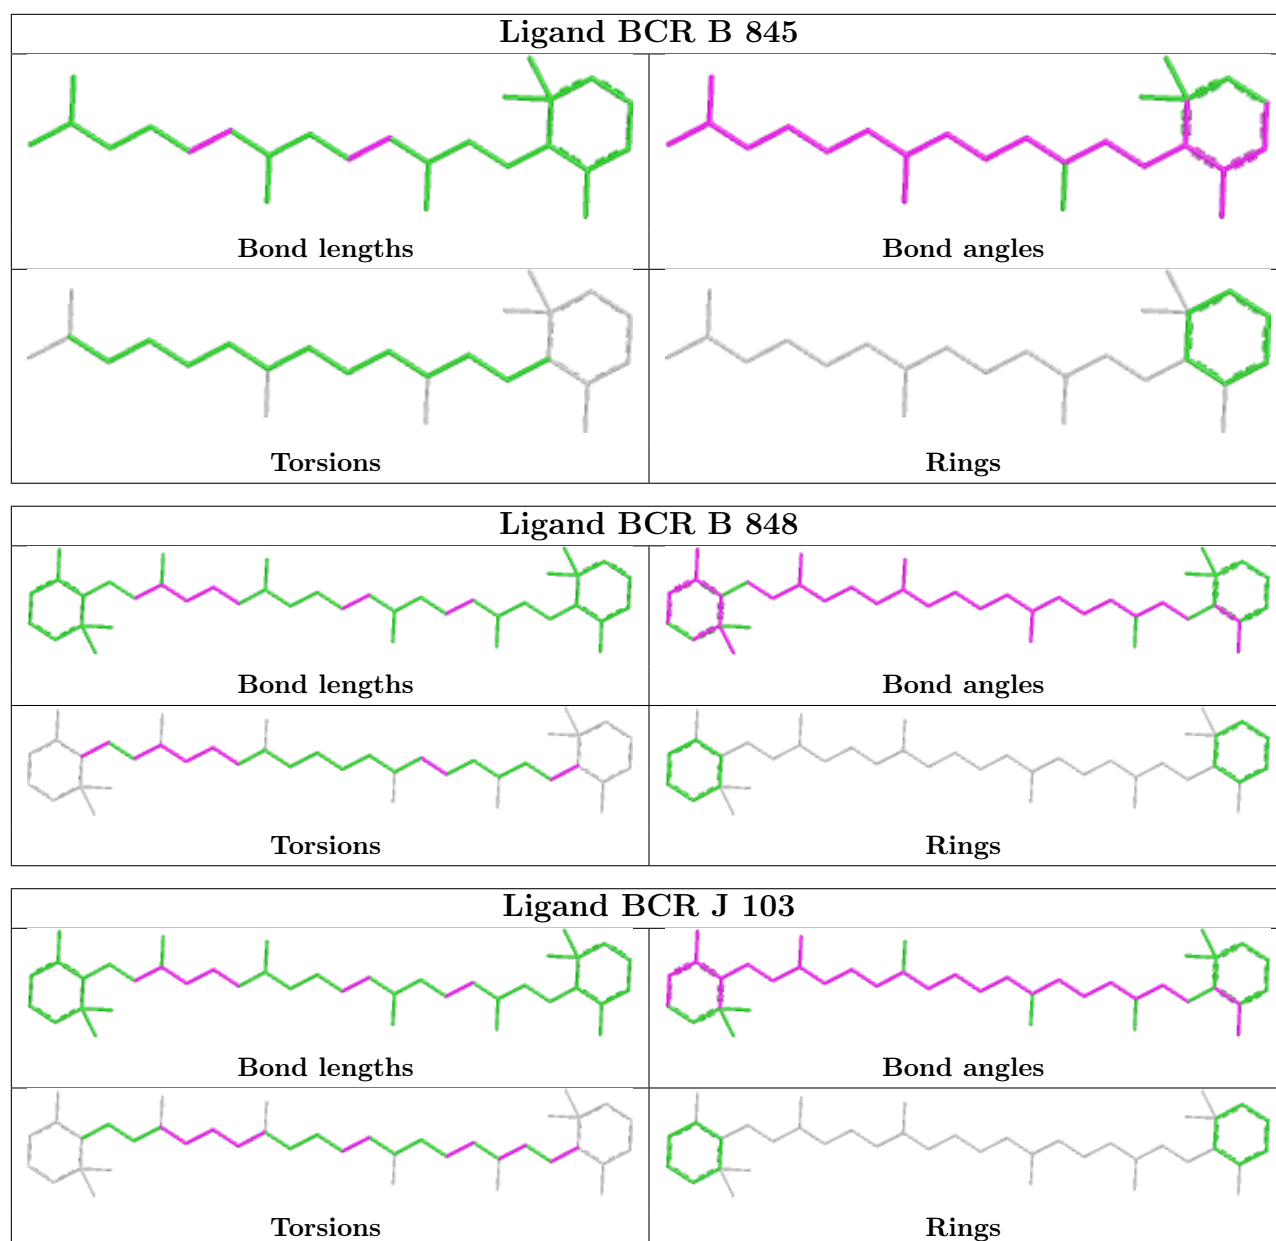 Ligand BCR B 845
Bond lengths
Bond angles
Torsions
Rings
Ligand BCR B 848
Bond lengths
Bond angles
Torsions
Rings
Ligand BCR J 103
Bond lengths
Bond angles
Torsions
Rings